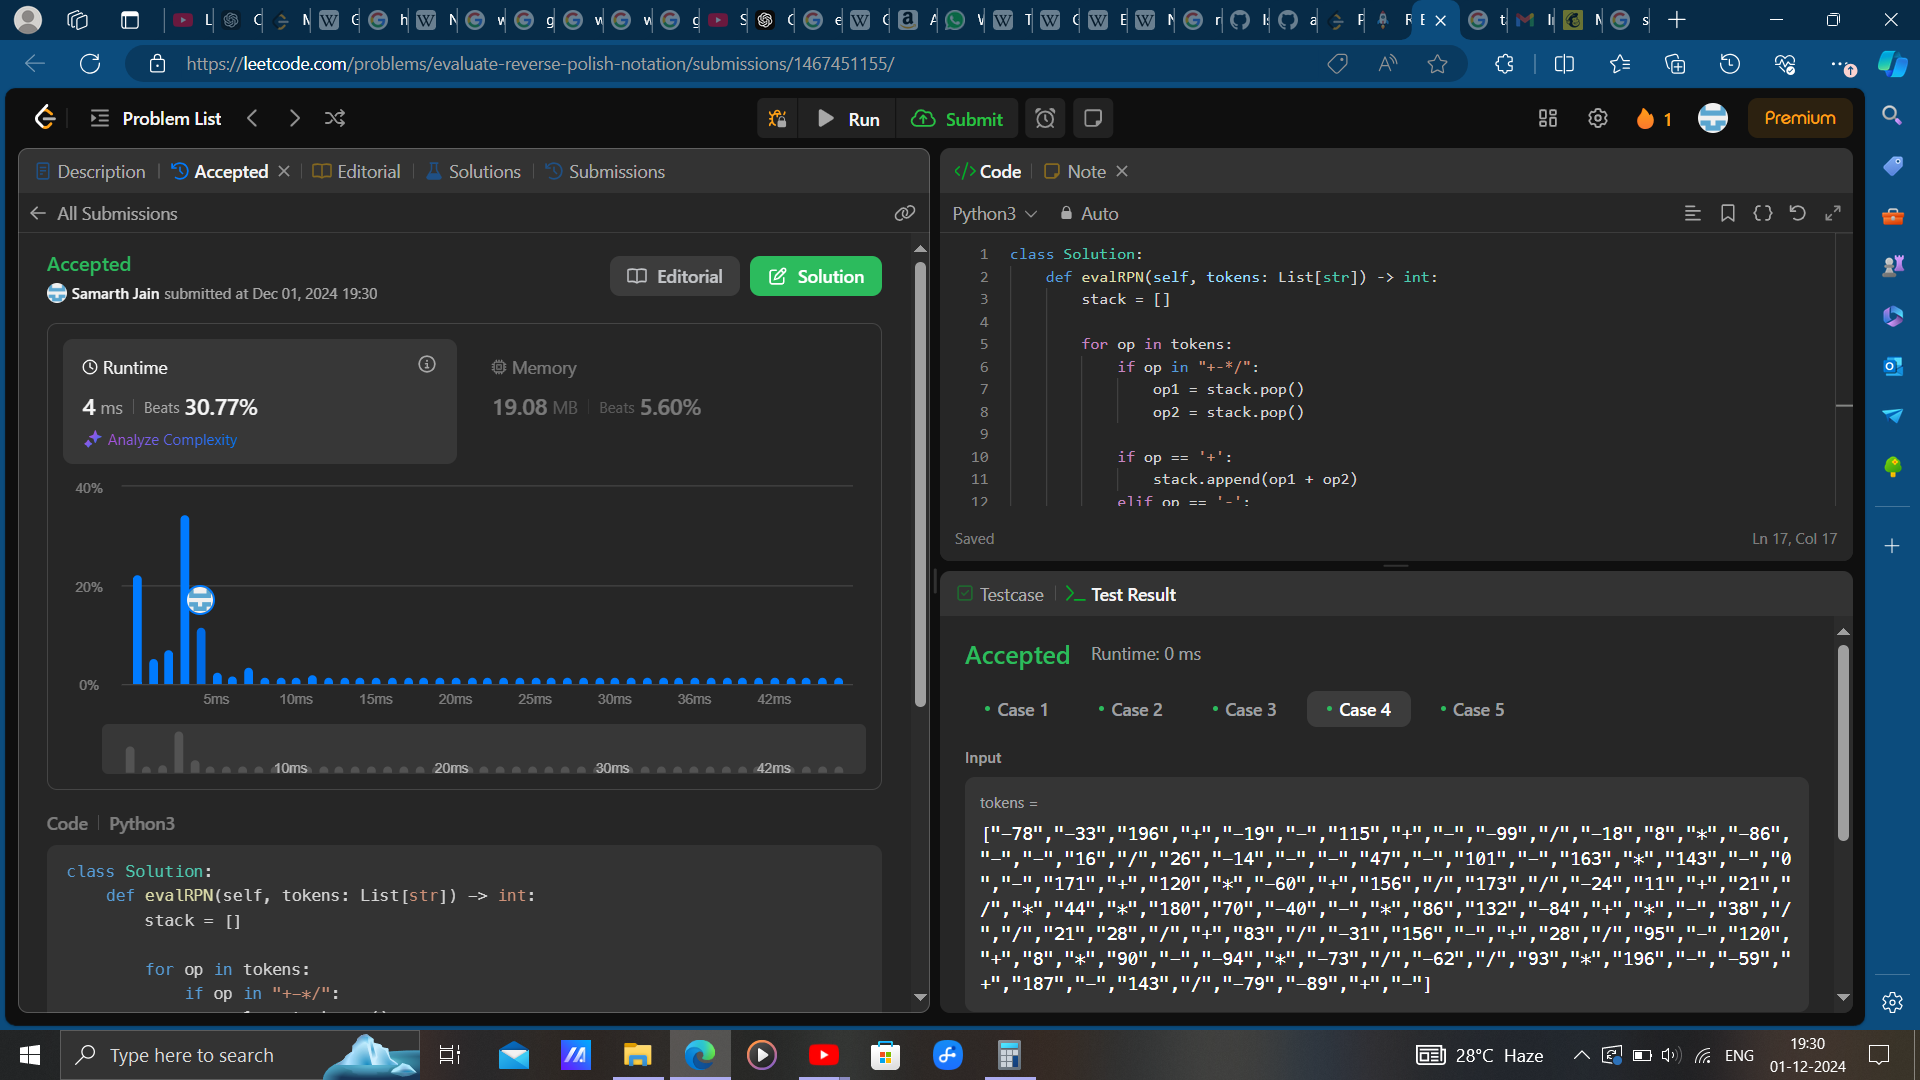 https://leetcode.com/problems/evaluate-reverse-polish-notation/submissions/1467451155/
Problem List
Run
Submit
1
Premium
Description
Accepted
Editorial
Solutions
Submissions
All Submissions
Accepted
Samarth Jain submitted at Dec 01, 2024 19:30
Editorial
Solution
Runtime
4 ms
Beats 30.77%
Analyze Complexity
Memory
19.08 MB
Beats 5.60%
40%
20%
0%
5ms 10ms 15ms 20ms 25ms 30ms 36ms 42ms
10ms 20ms 30ms 42ms
Code
Python3
class Solution:
def evalRPN(self, tokens: List[str]) -> int:
stack = []
for op in tokens:
if op in "+-*/":
Code
Note
Python3
Auto
1 class Solution:
2 def evalRPN(self, tokens: List[str]) -> int:
3 stack = []
4
5 for op in tokens:
6 if op in "+-*/":
7 op1 = stack.pop()
8 op2 = stack.pop()
9
10 if op == '+':
11 stack.append(op1 + op2)
12 elif op == '-':
Saved
Ln 17, Col 17
Testcase
Test Result
Accepted
Runtime: 0 ms
Case 1
Case 2
Case 3
Case 4
Case 5
Input
tokens =
["-78","-33","196","+","-19","-","115","+","-","-99","/","-18","8","*","-86",
"-","-","16","/","26","-14","-","-","47","-","101","-","163","*","143","-","0
","-","171","+","120","*","-60","+","156","/","173","/","-24","11","+","21","
/","*","44","*","180","70","-40","-","*","86","132","-84","+","*","-","38","/
","/","21","28","/","+","83","/","-31","156","-","+","28","/","95","-","120",
"+","8","*","90","-","-94","*","-73","/","-62","/","93","*","196","-","-59","
+","187","-","143","/","-79","-89","+","-"]
Type here to search
28°C Haze
ENG
19:30
01-12-2024